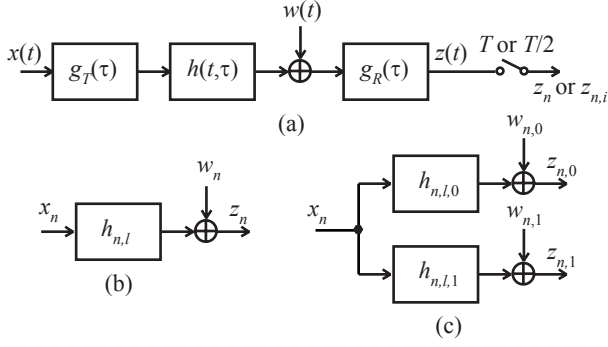 w(t)
x(t) g_T(τ) h(t,τ) g_R(τ) z(t) T or T/2
z_n or z_{n,i}
(a)
w_n
x_n h_{n,l} z_n
(b)
w_{n,0}
h_{n,l,0} z_{n,0}
x_n
w_{n,1}
h_{n,l,1} z_{n,1}
(c)